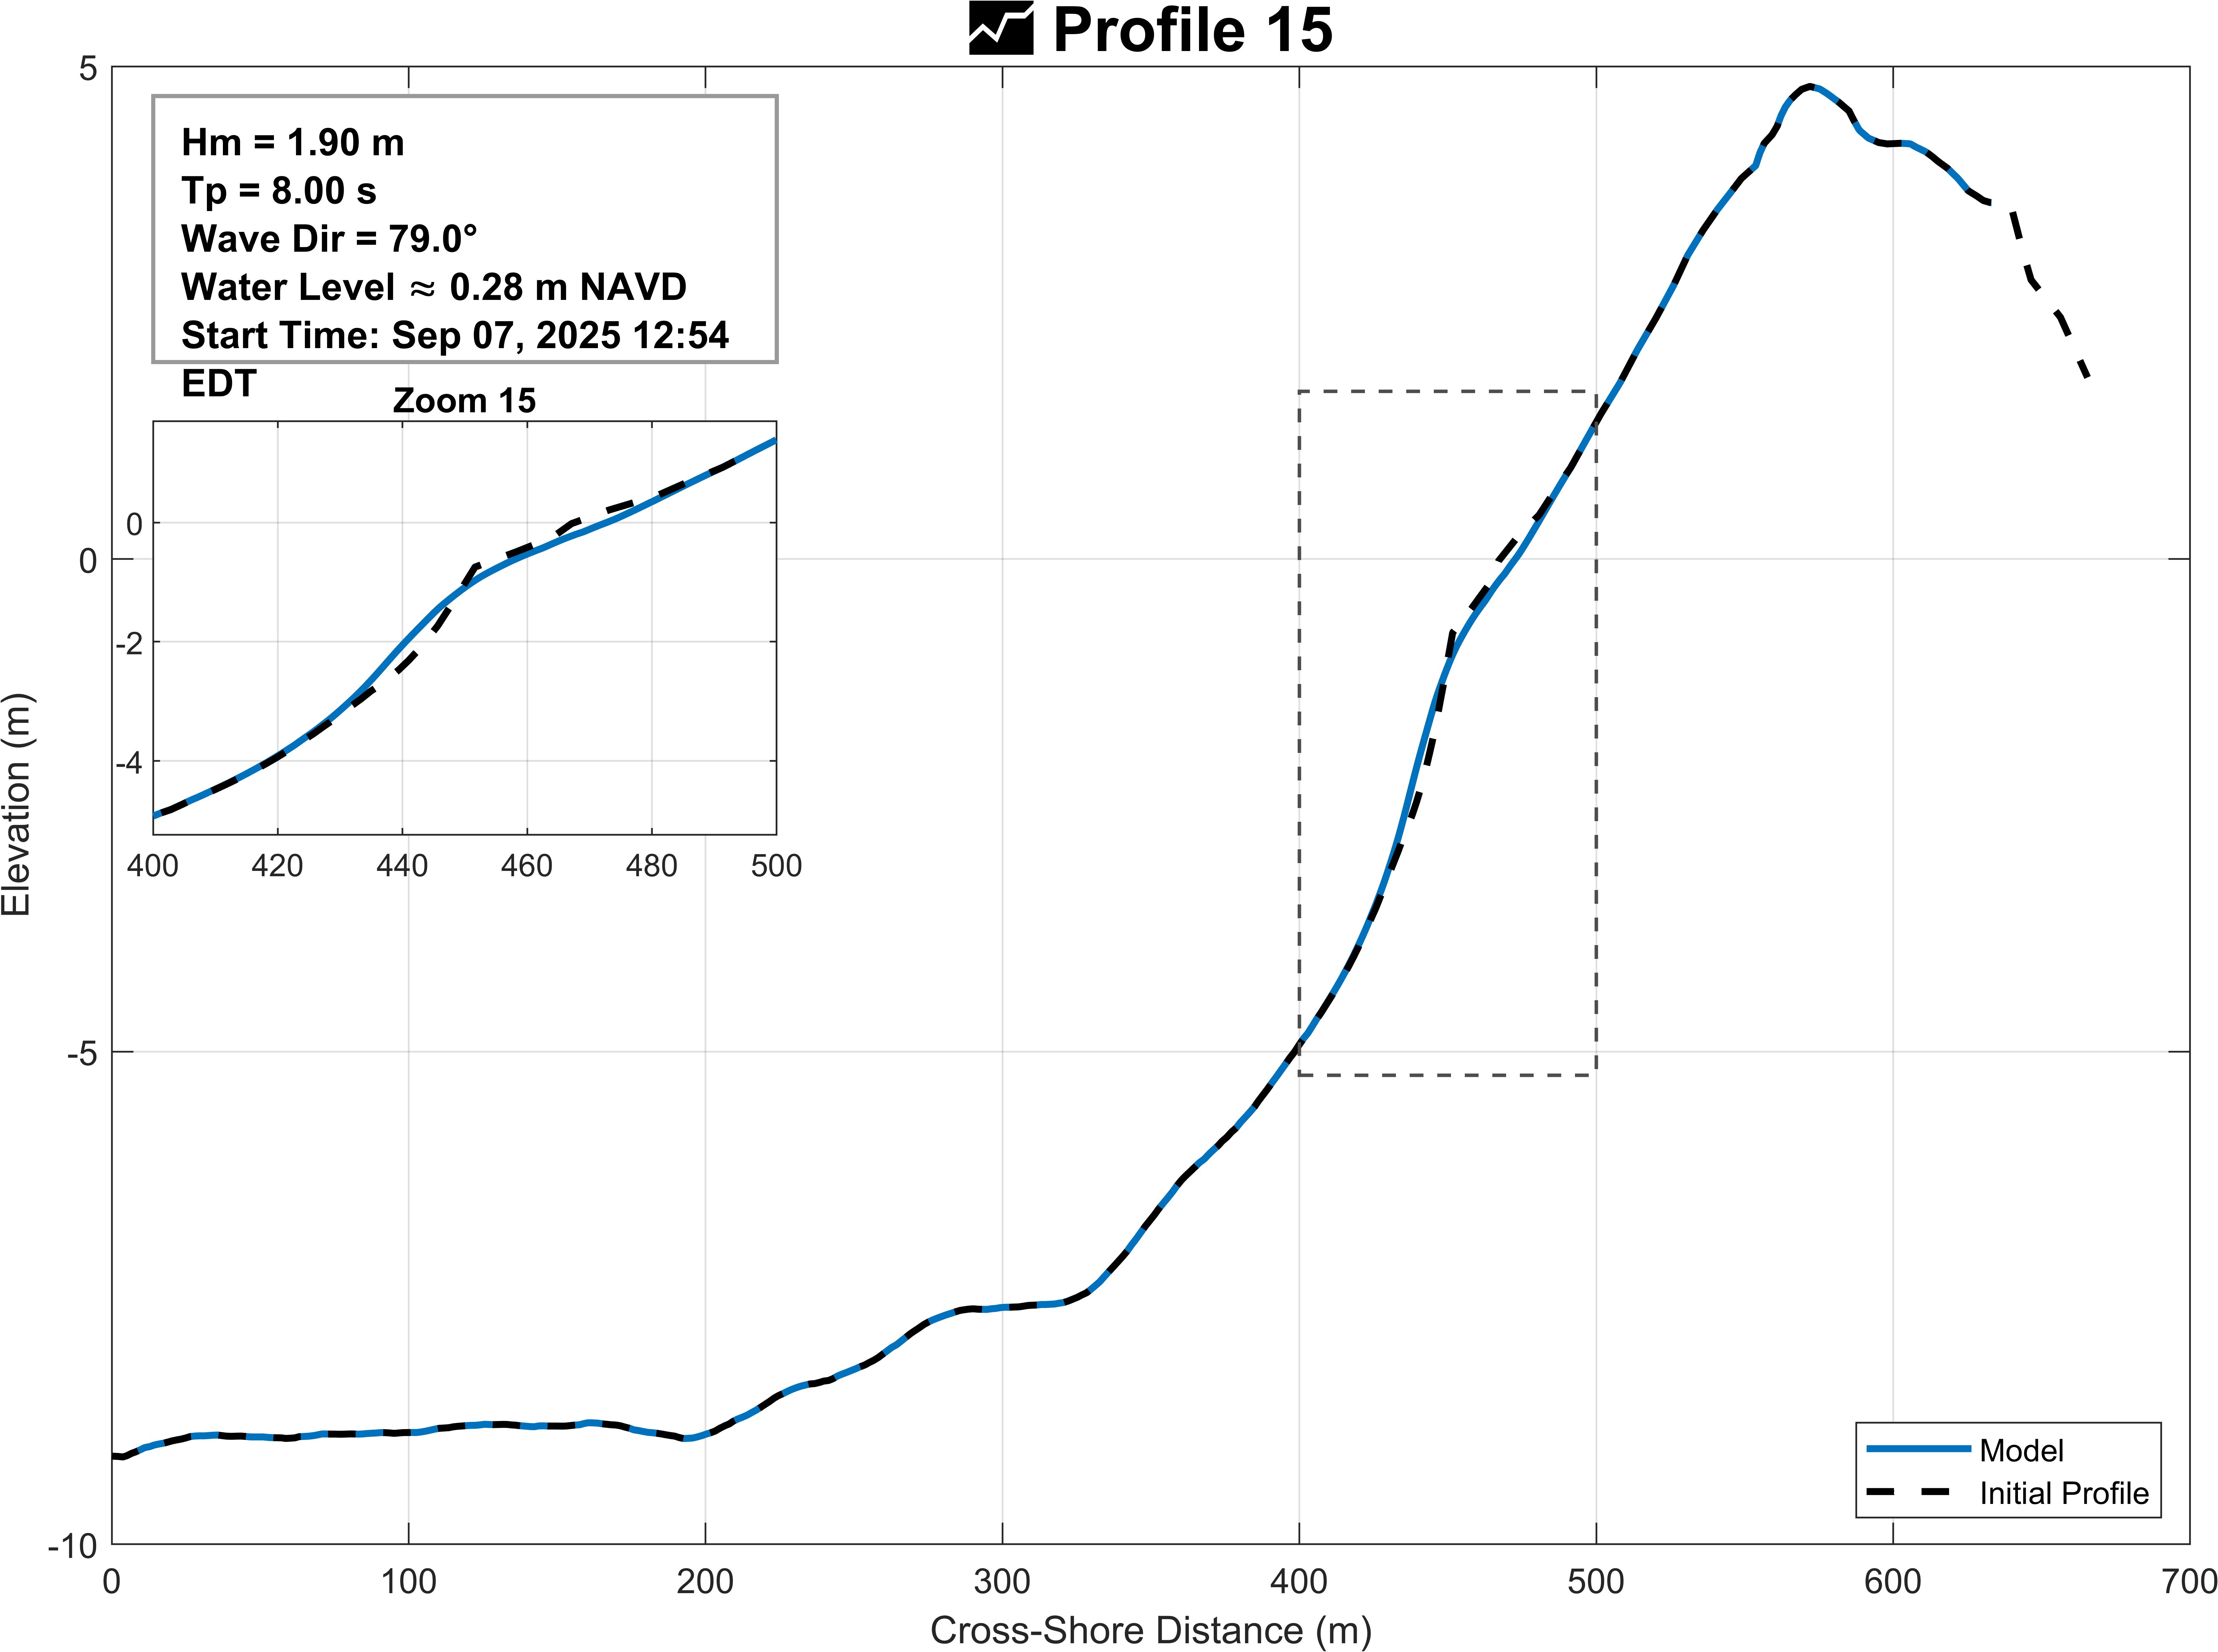 Profile 15
5
Hm = 1.90 m
Tp = 8.00 s
Wave Dir = 79.0°
Water Level ≈ 0.28 m NAVD
Start Time: Sep 07, 2025 12:54
EDT
Zoom 15
0
-2
-4
400 420 440 460 480 500
0
-5
-10
Elevation (m)
Model
Initial Profile
0 100 200 300 400 500 600 700
Cross-Shore Distance (m)